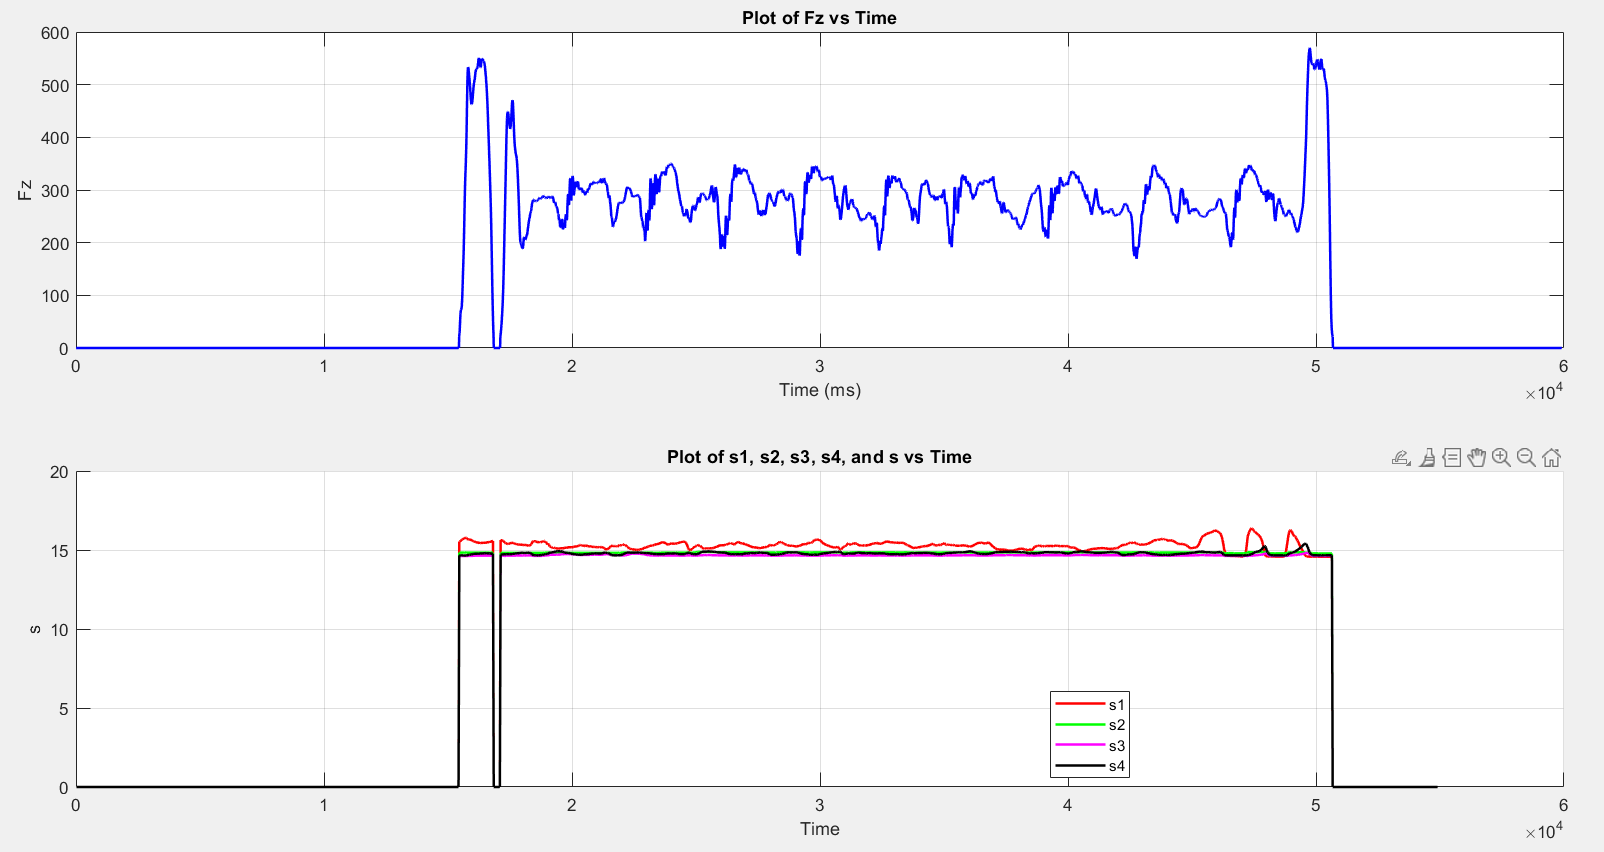 Plot of Fz vs Time
600
500
400
300
200
100
0
Fz
0 1 2 3 4 5 6
Time (ms)
×10^4
Plot of s1, s2, s3, s4, and s vs Time
20
15
10
5
0
s
s1
s2
s3
s4
0 1 2 3 4 5 6
Time
×10^4